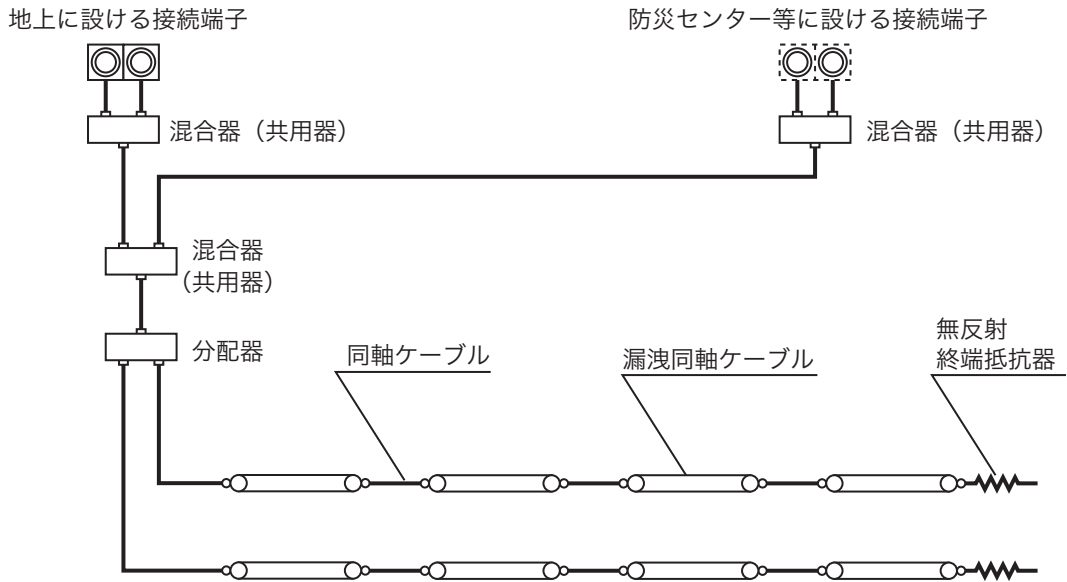 地上に設ける接続端子
防災センター等に設ける接続端子
混合器（共用器）
混合器（共用器）
混合器
（共用器）
分配器
同軸ケーブル
漏洩同軸ケーブル
無反射
終端抵抗器